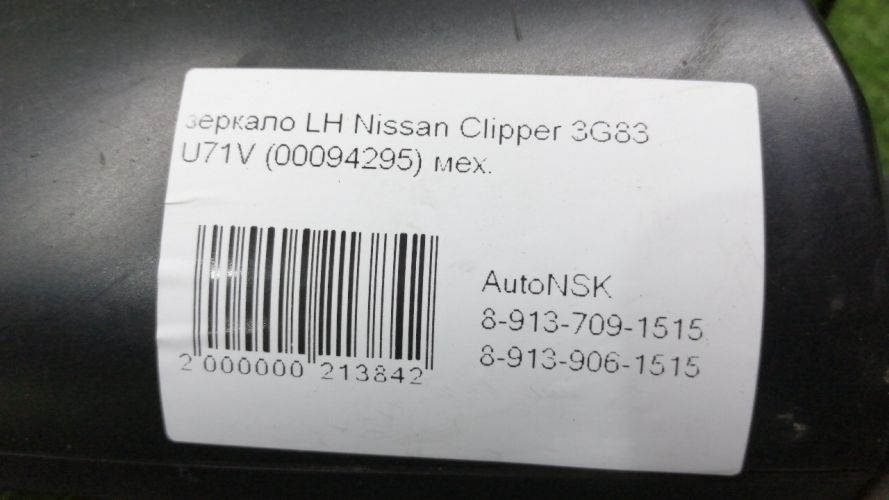 зеркало LH Nissan Clipper 3G83
U71V (00094295) мех.
AutoNSK
8-913-709-1515
8-913-906-1515
2 000000 213842